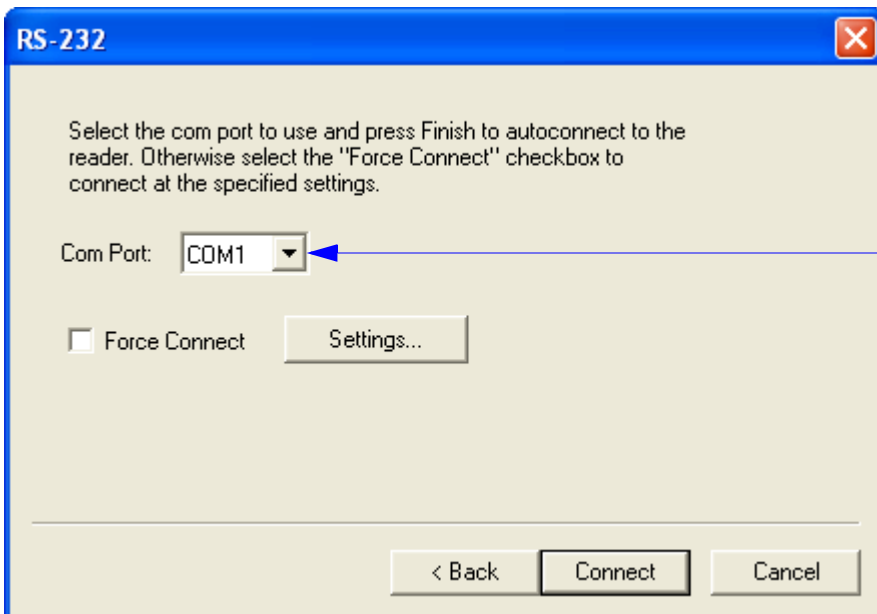 RS-232
Select the com port to use and press Finish to autoconnect to the
reader. Otherwise select the "Force Connect" checkbox to
connect at the specified settings.
Com Port: COM1
Force Connect Settings...
< Back Connect Cancel